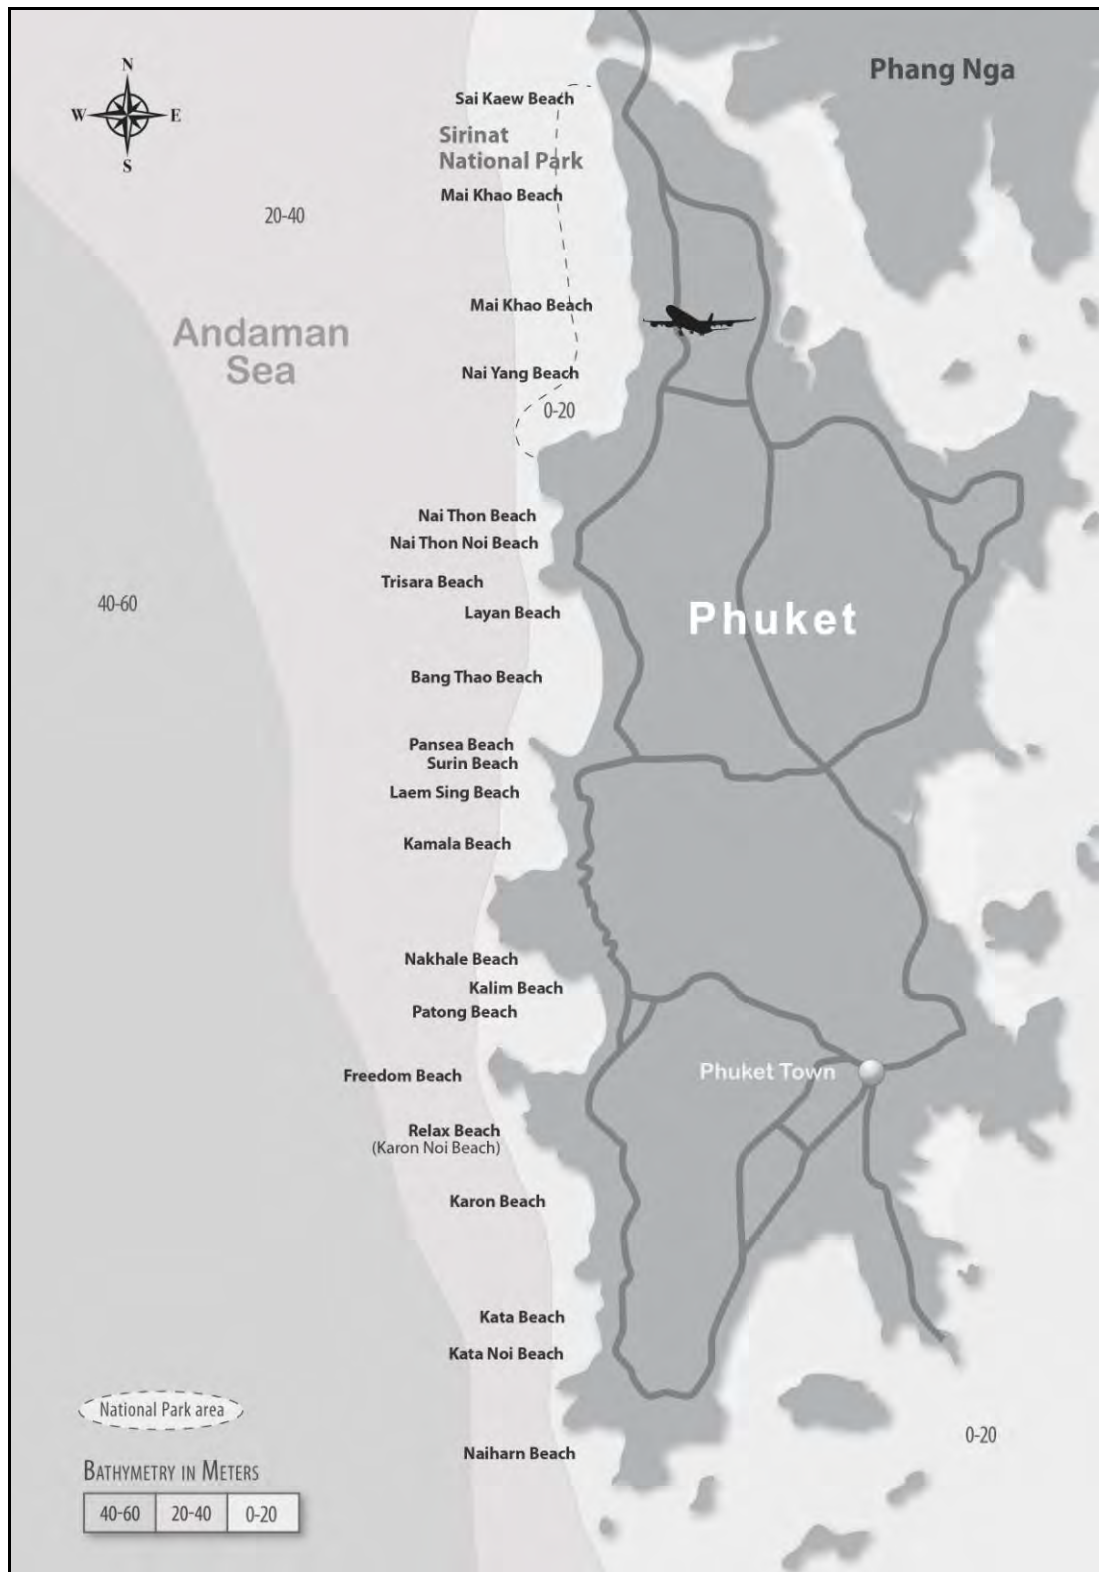 Phang Nga
N
W
E
S
Sai Kaew Beach
Sirinat
National Park
Mai Khao Beach
20-40
Mai Khao Beach
Andaman
Sea
Nai Yang Beach
0-20
Nai Thon Beach
Nai Thon Noi Beach
Trisara Beach
40-60
Layan Beach
Phuket
Bang Thao Beach
Pansea Beach
Surin Beach
Laem Sing Beach
Kamala Beach
Nakhale Beach
Kalim Beach
Patong Beach
Phuket Town
Freedom Beach
Relax Beach
(Karon Noi Beach)
Karon Beach
Kata Beach
Kata Noi Beach
National Park area
0-20
Naiharn Beach
BATHYMETRY IN METERS
40-60 20-40 0-20